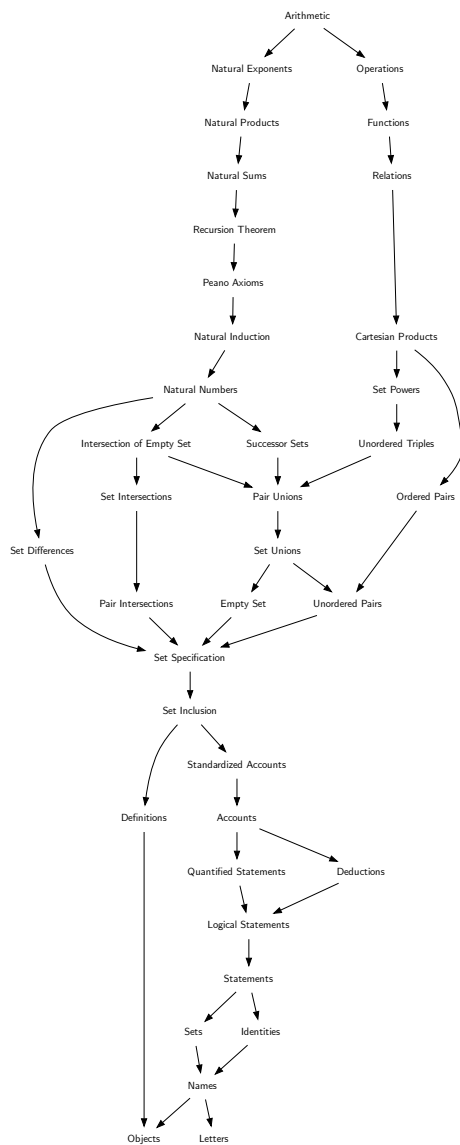 Arithmetic
Natural Exponents
Operations
Natural Products
Functions
Natural Sums
Relations
Recursion Theorem
Peano Axioms
Natural Induction
Cartesian Products
Natural Numbers
Set Powers
Intersection of Empty Set
Successor Sets
Unordered Triples
Set Intersections
Pair Unions
Ordered Pairs
Set Differences
Set Unions
Pair Intersections
Empty Set
Unordered Pairs
Set Specification
Set Inclusion
Standardized Accounts
Definitions
Accounts
Quantified Statements
Deductions
Logical Statements
Statements
Sets
Identities
Names
Objects
Letters